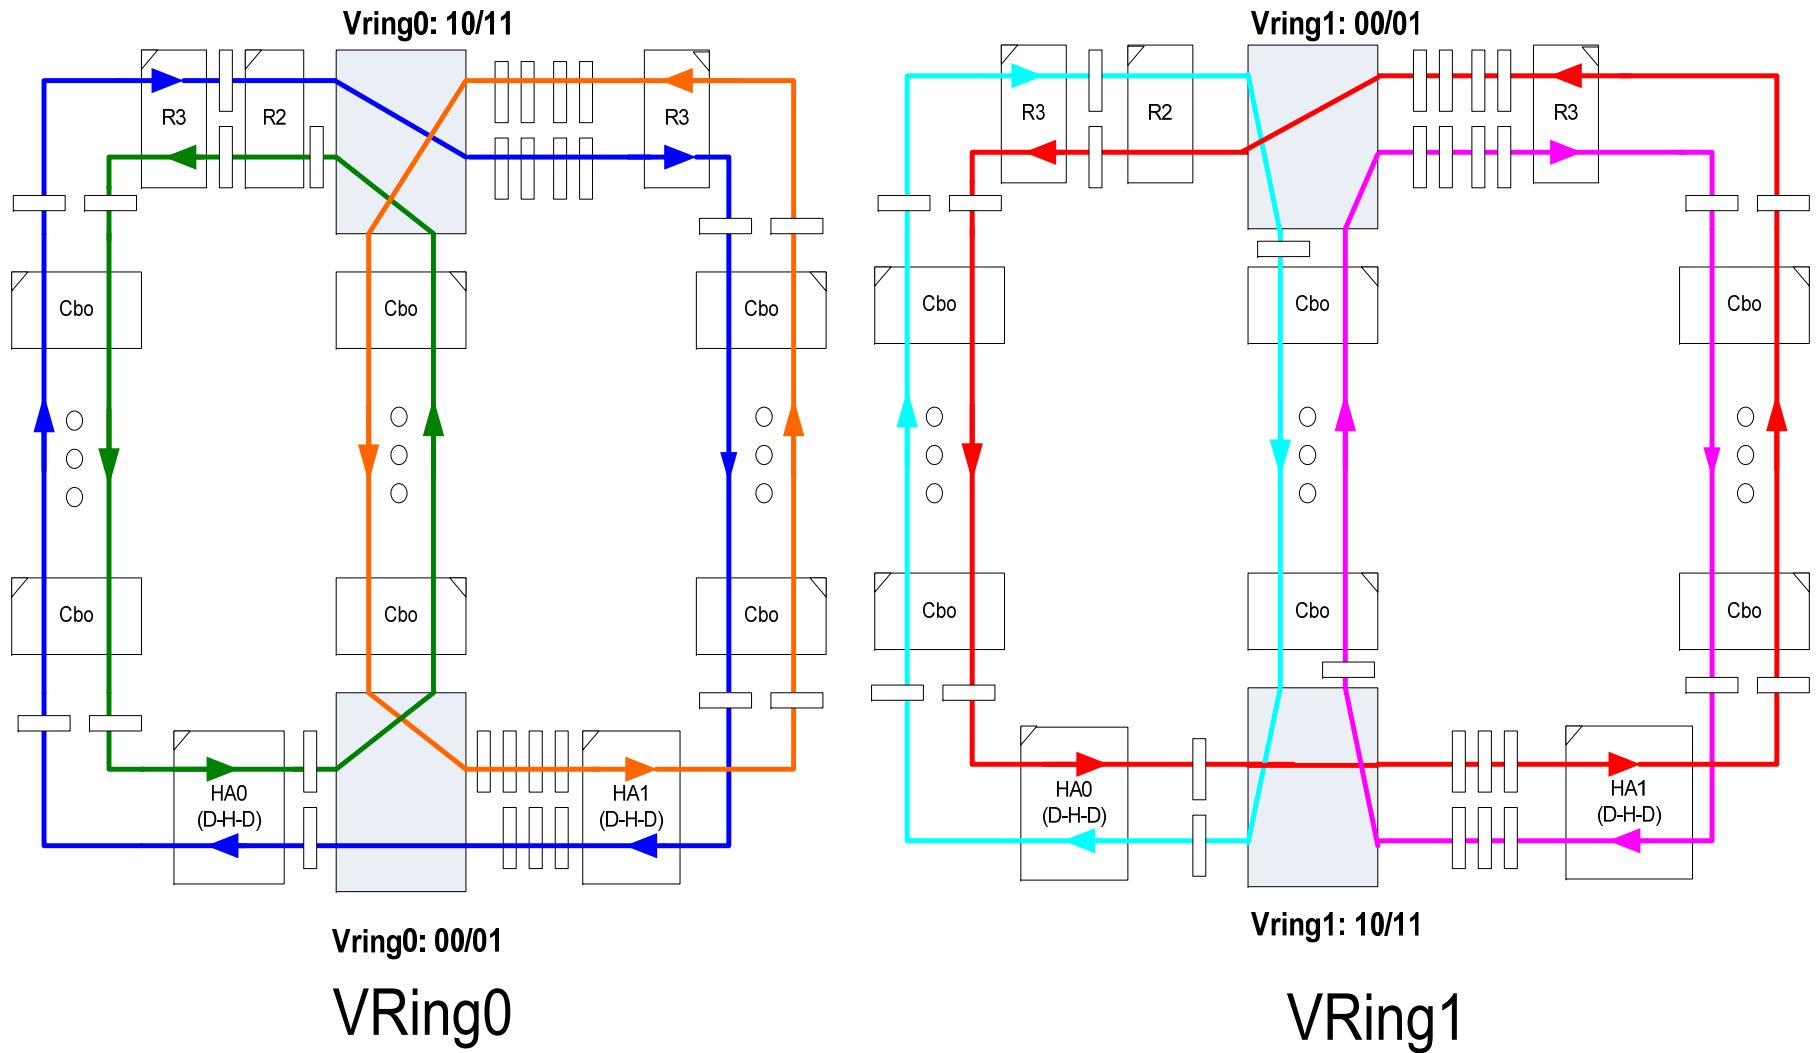 Vring0: 10/11
Vring1: 00/01
R3
R2
R3
R3
R2
R3
Cbo
Cbo
Cbo
Cbo
Cbo
Cbo
Cbo
Cbo
Cbo
Cbo
Cbo
Cbo
HA0
(D-H-D)
HA1
(D-H-D)
HA0
(D-H-D)
HA1
(D-H-D)
Vring0: 00/01
Vring1: 10/11
VRing0
VRing1